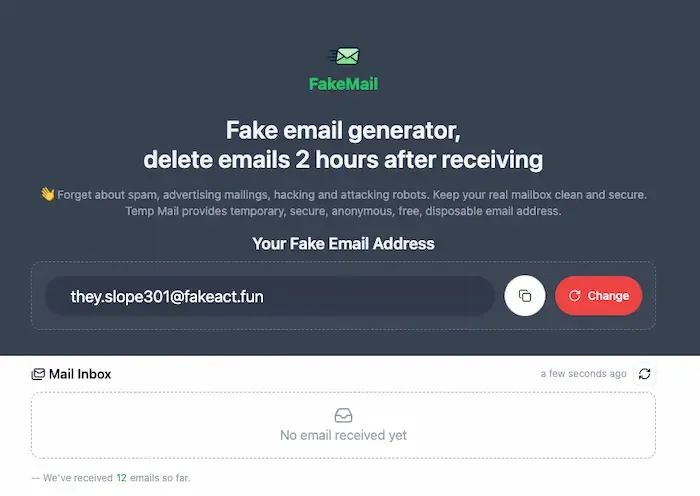 FakeMail
Fake email generator,
delete emails 2 hours after receiving
👋 Forget about spam, advertising mailings, hacking and attacking robots. Keep your real mailbox clean and secure.
Temp Mail provides temporary, secure, anonymous, free, disposable email address.
Your Fake Email Address
they.slope301@fakeact.fun
Change
Mail Inbox
a few seconds ago
No email received yet
-- We've received 12 emails so far.